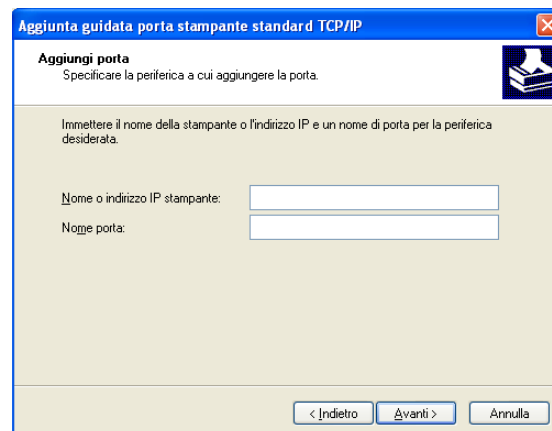 Aggiunta guidata porta stampante standard TCP/IP
Aggiungi porta
Specificare la periferica a cui aggiungere la porta.
Immettere il nome della stampante o l'indirizzo IP e un nome di porta per la periferica
desiderata.
Nome o indirizzo IP stampante:
Nome porta:
< Indietro Avanti > Annulla